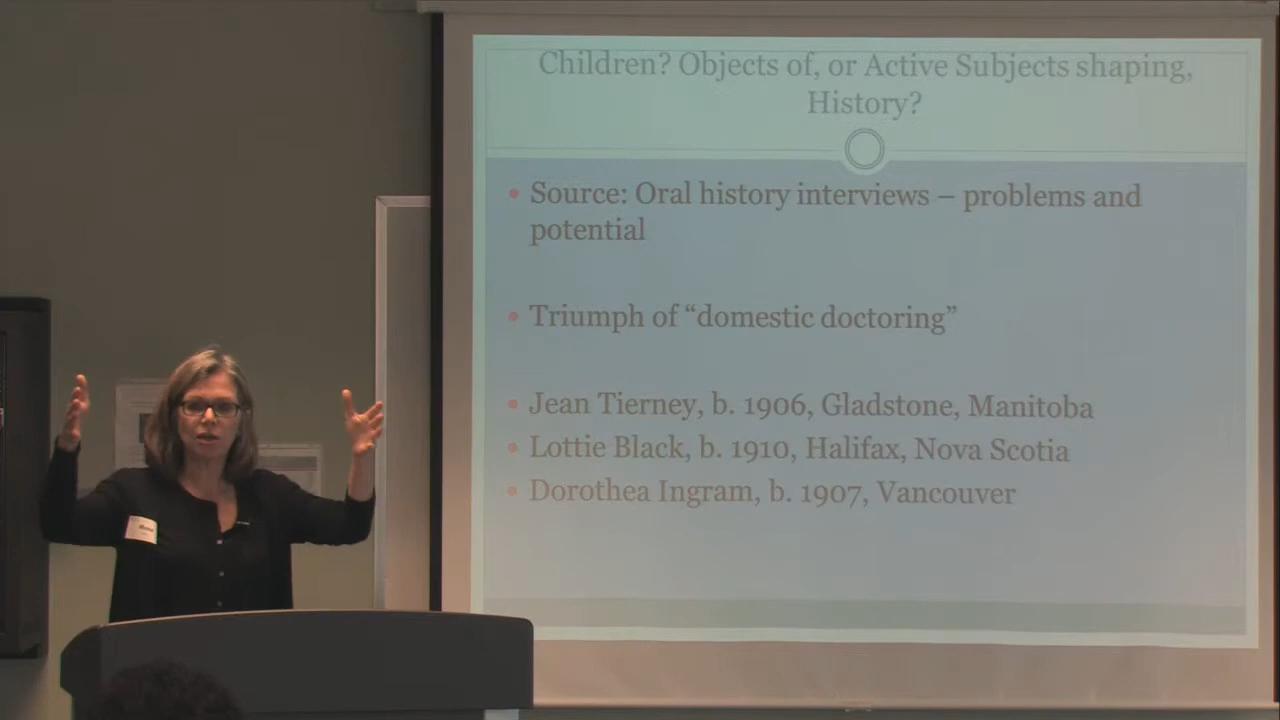 Children? Objects of, or Active Subjects shaping,
History?
• Source: Oral history interviews – problems and
potential
• Triumph of “domestic doctoring”
• Jean Tierney, b. 1906, Gladstone, Manitoba
• Lottie Black, b. 1910, Halifax, Nova Scotia
• Dorothea Ingram, b. 1907, Vancouver